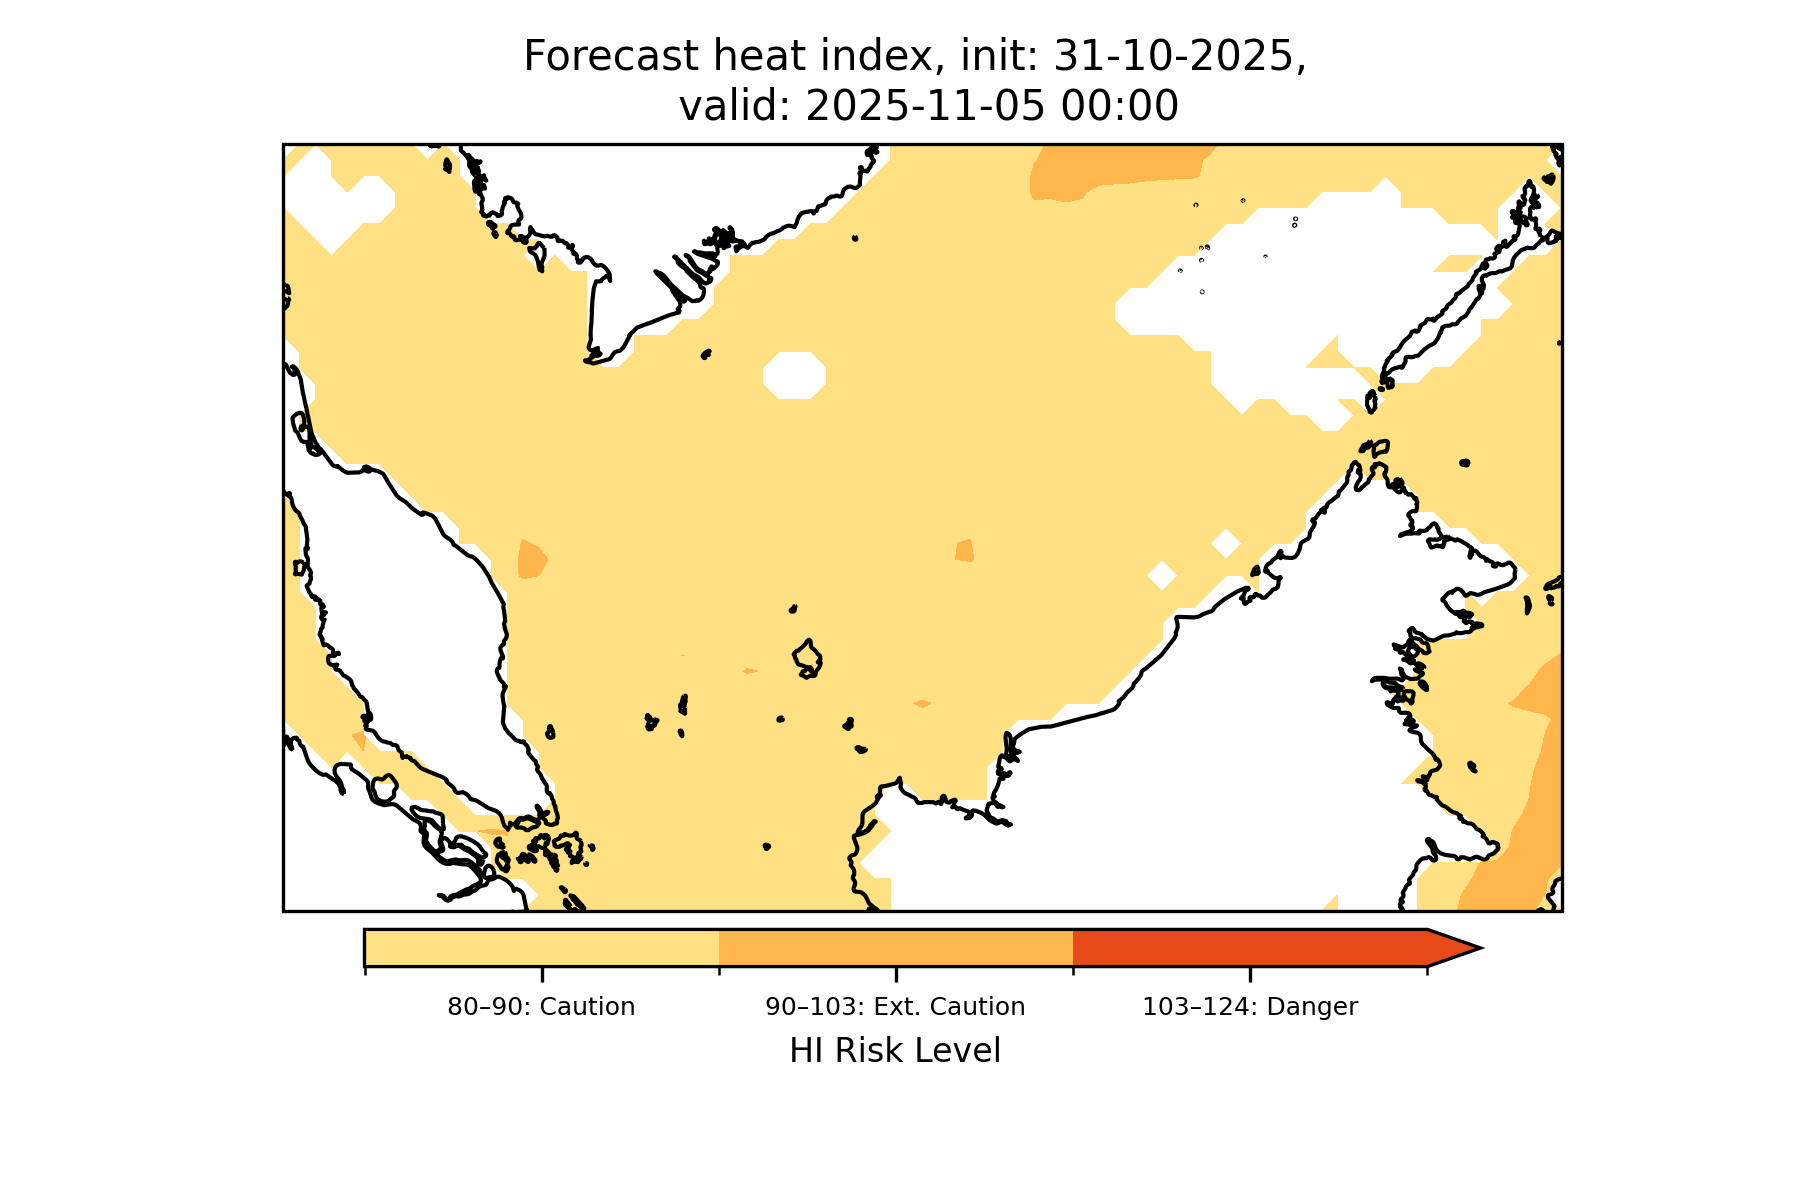 Forecast heat index, init: 31-10-2025,
valid: 2025-11-05 00:00
80–90: Caution
90–103: Ext. Caution
103–124: Danger
HI Risk Level